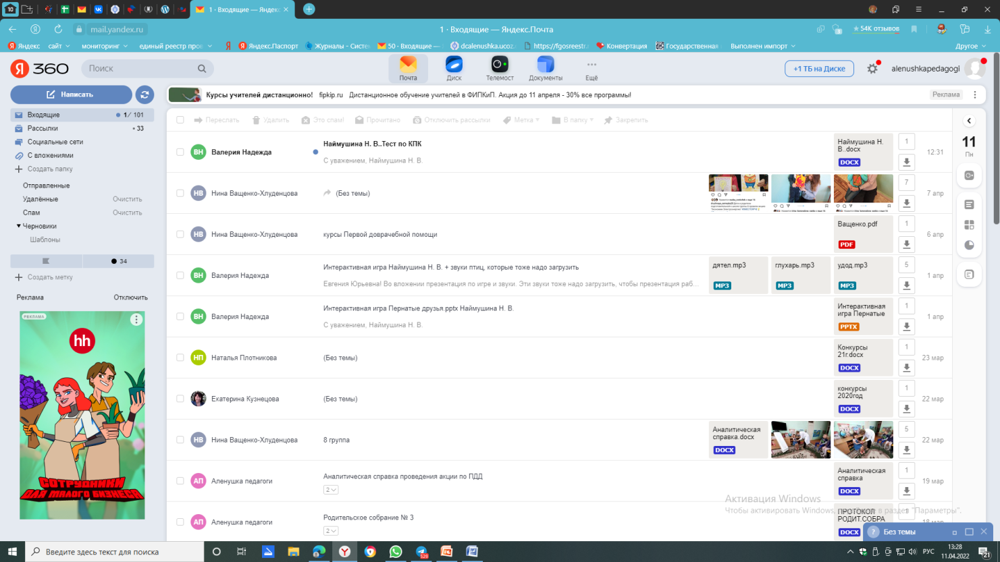 10
1 · Входящие — Яндекс
mail.yandex.ru
1 · Входящие — Яндекс.Почта
3
54K отзывов
Яндекс
сайт
мониторинг
единый реестр про
Яндекс.Паспорт
Журналы - Систе
50 · Входящие —
dcalenushka.ucoz.
https://fgosreestr.r
Конвертация
Государственная
Выполнен импорт
Другое
Я 360
Поиск
Почта
Диск
Телемост
Документы
Ещё
+1 ТБ на Диске
alenushkapedagogi
Написать
Курсы учителей дистанционно! fipkip.ru Дистанционное обучение учителей в ФИПКиП. Акция до 11 апреля - 30% все программы!
Реклама
Входящие 1 / 101
Рассылки 33
Социальные сети
С вложениями
Создать папку
Отправленные
Удалённые Очистить
Спам Очистить
Черновики
Шаблоны
34
Создать метку
Реклама Отключить
РЕКЛАМА
hh
СОТРУДНИКИ
ДЛЯ МАЛОГО БИЗНЕСА
Переслать Удалить Это спам! Прочитано Отключить рассылки Метка В папку Закрепить
ВН Валерия Надежда
Наймушина Н. В..Тест по КПК
С уважением, Наймушина Н. В.
Наймушина Н.
В..docx
DOCX
1
12:31
НВ Нина Ващенко-Хлуденцова
(Без темы)
7
7 апр
НВ Нина Ващенко-Хлуденцова
курсы Первой доврачебной помощи
Ващенко.pdf
PDF
1
6 апр
ВН Валерия Надежда
Интерактивная игра Наймушина Н. В. + звуки птиц, которые тоже надо загрузить
Евгения Юрьевна! Во вложении презентация по игре и звуки. Эти звуки тоже надо загрузить, чтобы презентация раб...
дятел.mp3
MP3
глухарь.mp3
MP3
удод.mp3
MP3
5
1 апр
ВН Валерия Надежда
Интерактивная игра Пернатые друзья.pptx Наймушина Н. В.
С уважением, Наймушина Н. В.
Интерактивная
игра Пернатые
PPTX
1
1 апр
НП Наталья Плотникова
(Без темы)
Конкурсы
21г.docx
DOCX
1
23 мар
Екатерина Кузнецова
(Без темы)
конкурсы
2020год
DOCX
1
22 мар
НВ Нина Ващенко-Хлуденцова
8 группа
Аналитическая
справка.docx
DOCX
5
22 мар
АП Аленушка педагоги
Аналитическая справка проведения акции по ПДД
2
Аналитическая
справка
DOCX
1
19 мар
АП Аленушка педагоги
Родительское собрание № 3
2
ПРОТОКОЛ
РОДИТ.СОБРА
DOCX
1
18 мар
11
Пн
Активация Windows
Чтобы активировать Windows, раздел "Параметры".
Без темы
Введите здесь текст для поиска
529
РУС
13:28
11.04.2022
21